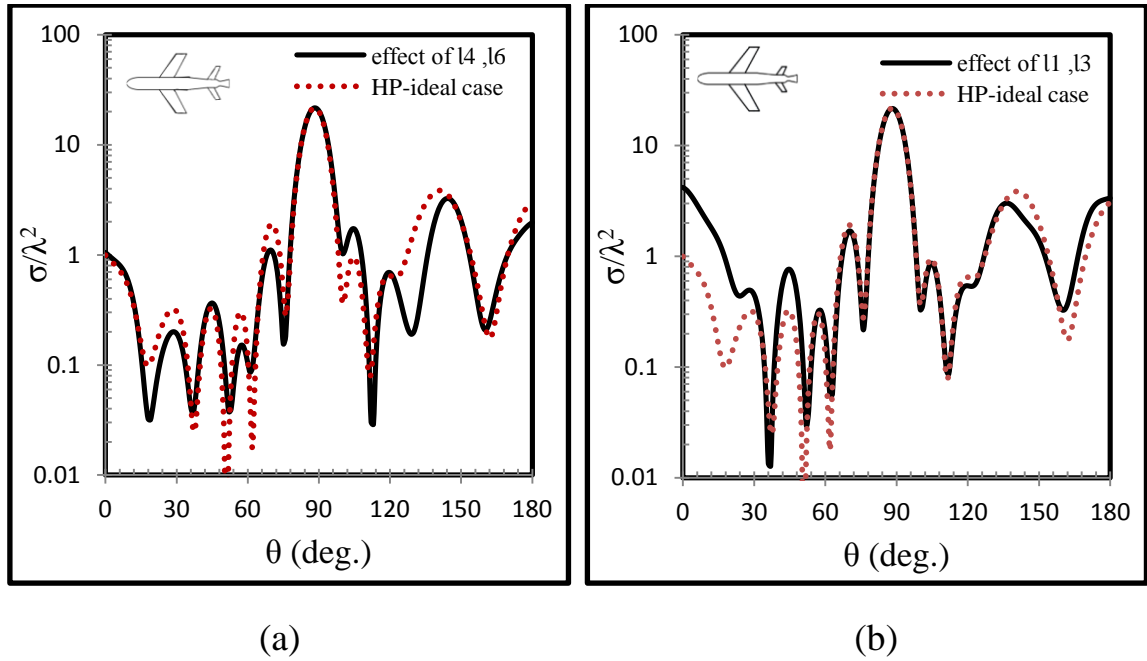 100
effect of l4 ,l6
HP-ideal case
10
1
0.1
0.01
σ/λ²
0 30 60 90 120 150 180
θ (deg.)
(a)
100
effect of l1 ,l3
HP-ideal case
10
1
0.1
0.01
σ/λ²
0 30 60 90 120 150 180
θ (deg.)
(b)